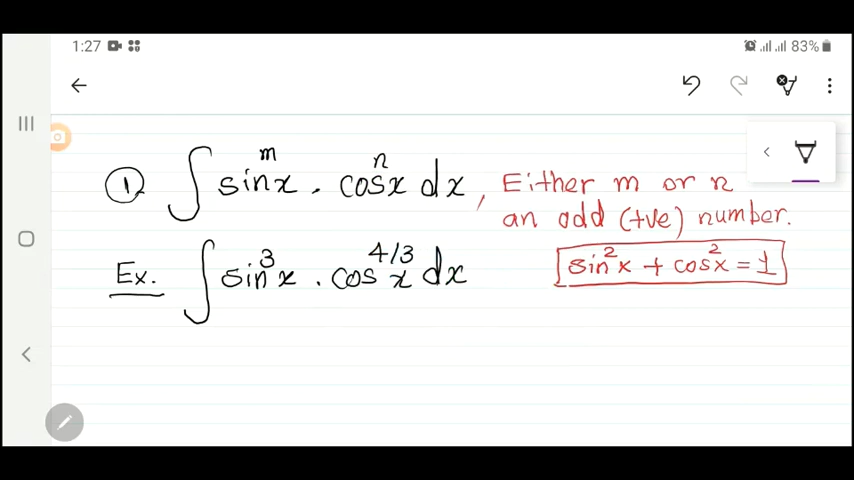 1:27 83%
① ∫ sin^m x . cos^n x dx , Either m or n
an odd (+ve) number.
Ex. ∫ sin^3 x . cos^{4/3} x dx
sin^2 x + cos^2 x = 1